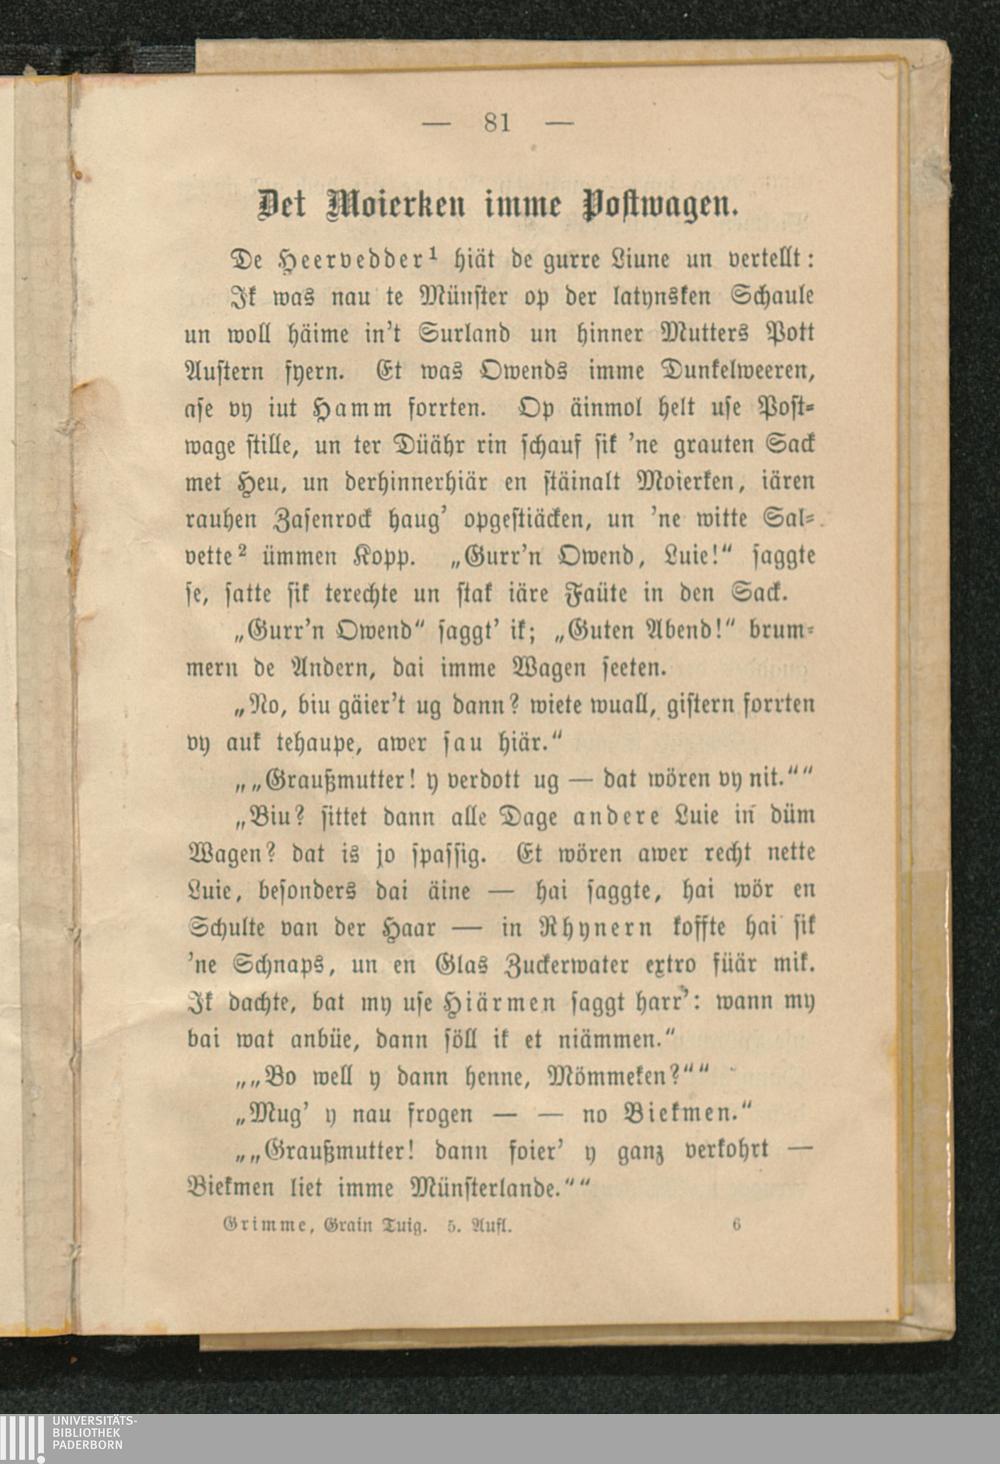 — 81 —
Det Moierken imme Postwagen.
De Heervedder¹ hiät de gurre Liune un vertellt:
Ik was nau te Münster op der latynsken Schaule
un woll häime in't Surland un hinner Mutters Pott
Austern fyern. Et was Owends imme Dunkelweeren,
ase vy iut Hamm forrten. Op äinmol helt use Post-
wage stille, un ter Düähr rin schauf sik 'ne grauten Sack
met Heu, un derhinnerhiär en stäinalt Moierken, iären
rauhen Zasenrock haug' opgestiäcken, un 'ne witte Sal-
vette² ümmen Kopp. „Gurr'n Owend, Luie!“ saggte
se, satte sik terechte un stak iäre Faüte in den Sack.
„Gurr'n Owend“ saggt' ik; „Guten Abend!“ brum-
mern de Andern, dai imme Wagen seeten.
„No, biu gäier't ug dann? wiete wuall, gistern forrten
vy auk tehaupe, awer sau hiär.“
„„Graußmutter! y verdott ug — dat wören vy nit.““
„Biu? sittet dann alle Dage andere Luie in düm
Wagen? dat is jo spassig. Et wören awer recht nette
Luie, besonders dai äine — hai saggte, hai wör en
Schulte van der Haar — in Rhynern koffte hai sik
'ne Schnaps, un en Glas Zuckerwater extro füär mik.
Ik dachte, bat my use Hiärmen saggt harr': wann my
bai wat anbüe, dann söll ik et niämmen.“
„„Bo well y dann henne, Mömmeken?““
„Mug' y nau frogen — — no Biekmen.“
„„Graußmutter! dann foier' y ganz verkohrt —
Biekmen liet imme Münsterlande.““
Grimme, Grain Tuig. 5. Aufl. 6
UNIVERSITÄTS-
BIBLIOTHEK
PADERBORN